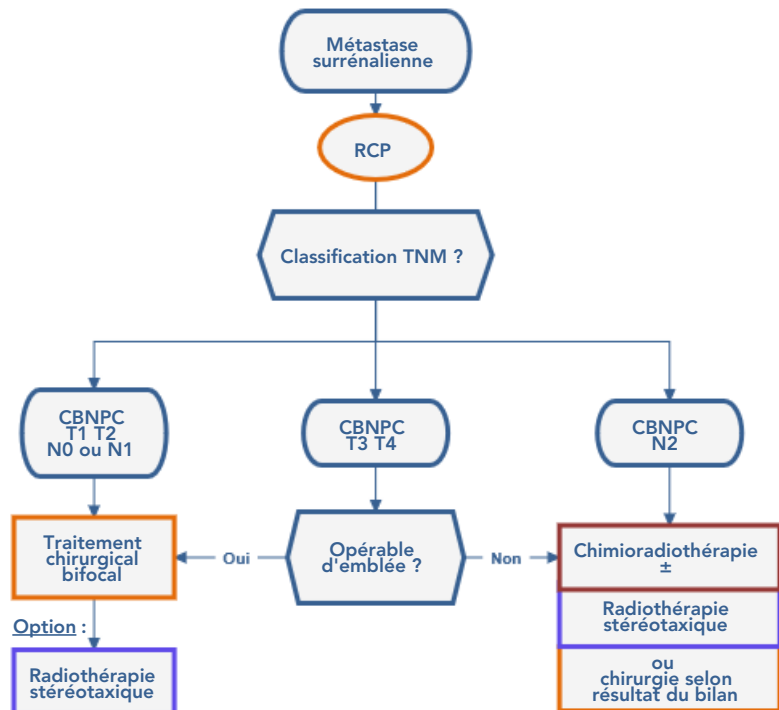 Métastase
surrénalienne
RCP
Classification TNM ?
CBNPC
T1 T2
N0 ou N1
CBNPC
T3 T4
CBNPC
N2
Traitement
chirurgical
bifocal
Oui
Opérable
d'emblée ?
Non
Chimioradiothérapie
±
Radiothérapie
stéréotaxique
ou
chirurgie selon
résultat du bilan
Option :
Radiothérapie
stéréotaxique